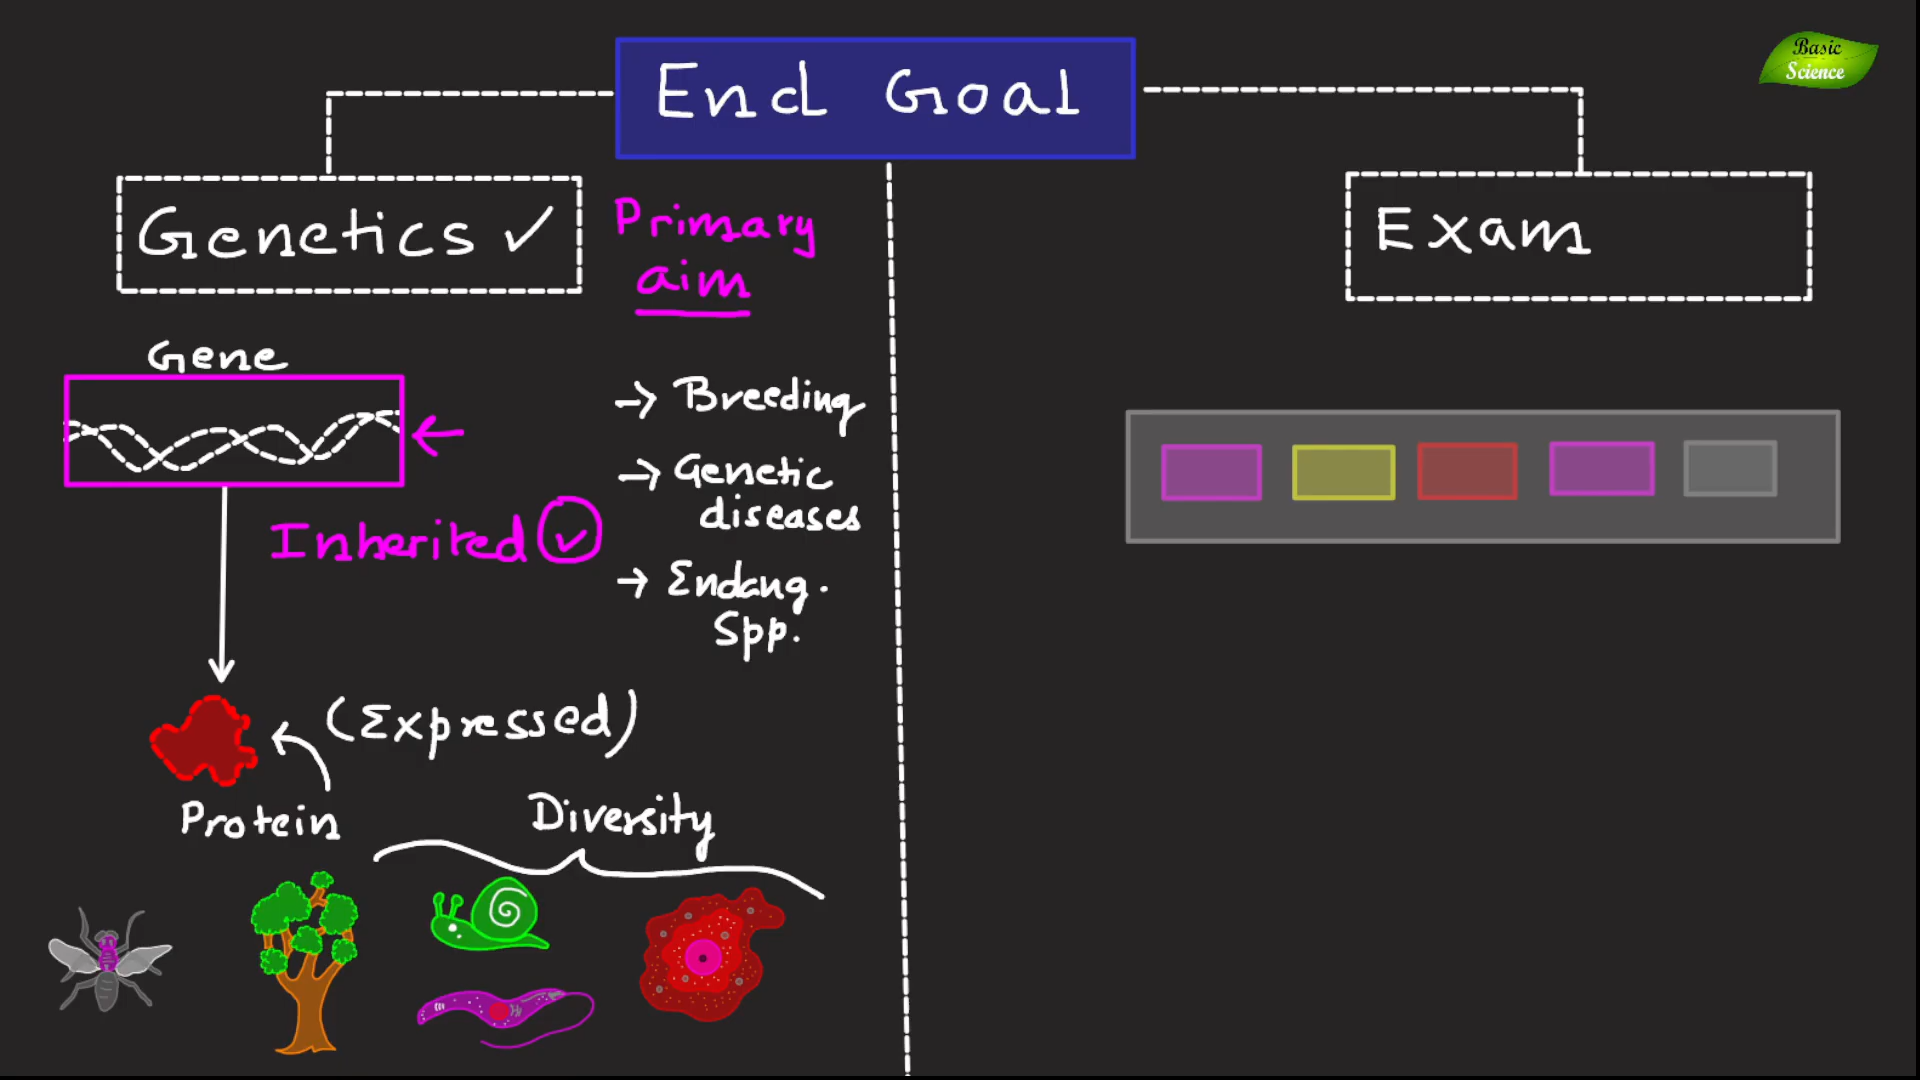 End Goal
Basic
Science
Genetics ✓
Primary
aim
Exam
Gene
→ Breeding
→ Genetic
diseases
Inherited ✓
→ Endang.
Spp.
(Expressed)
Protein
Diversity